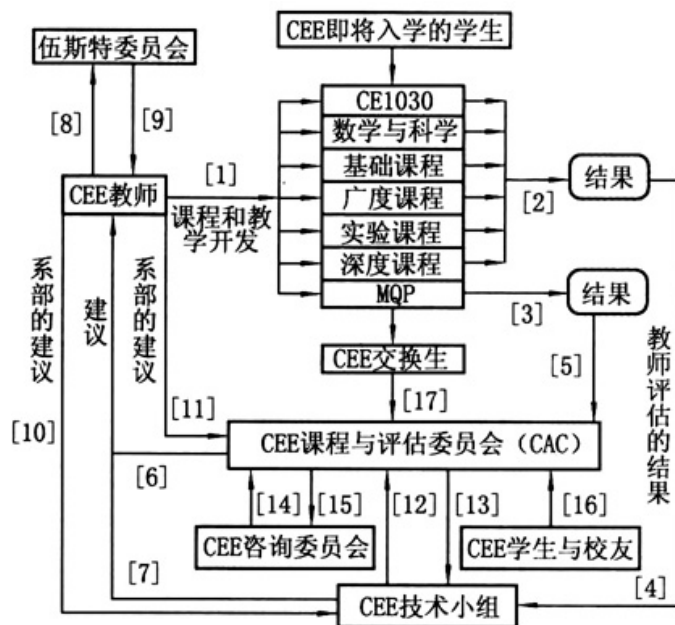 CEE即将入学的学生
伍斯特委员会
[8]
[9]
CE1030
数学与科学
基础课程
广度课程
实验课程
深度课程
MQP
CEE教师
[1]
课程和教
学开发
[2]
结果
[3]
结果
系部的建议
建议
系部的建议
CEE交换生
[5]
教师评估的结果
[10]
[11]
[17]
CEE课程与评估委员会（CAC）
[6]
[14]
[15]
[12]
[13]
[16]
CEE咨询委员会
CEE学生与校友
[7]
[4]
CEE技术小组